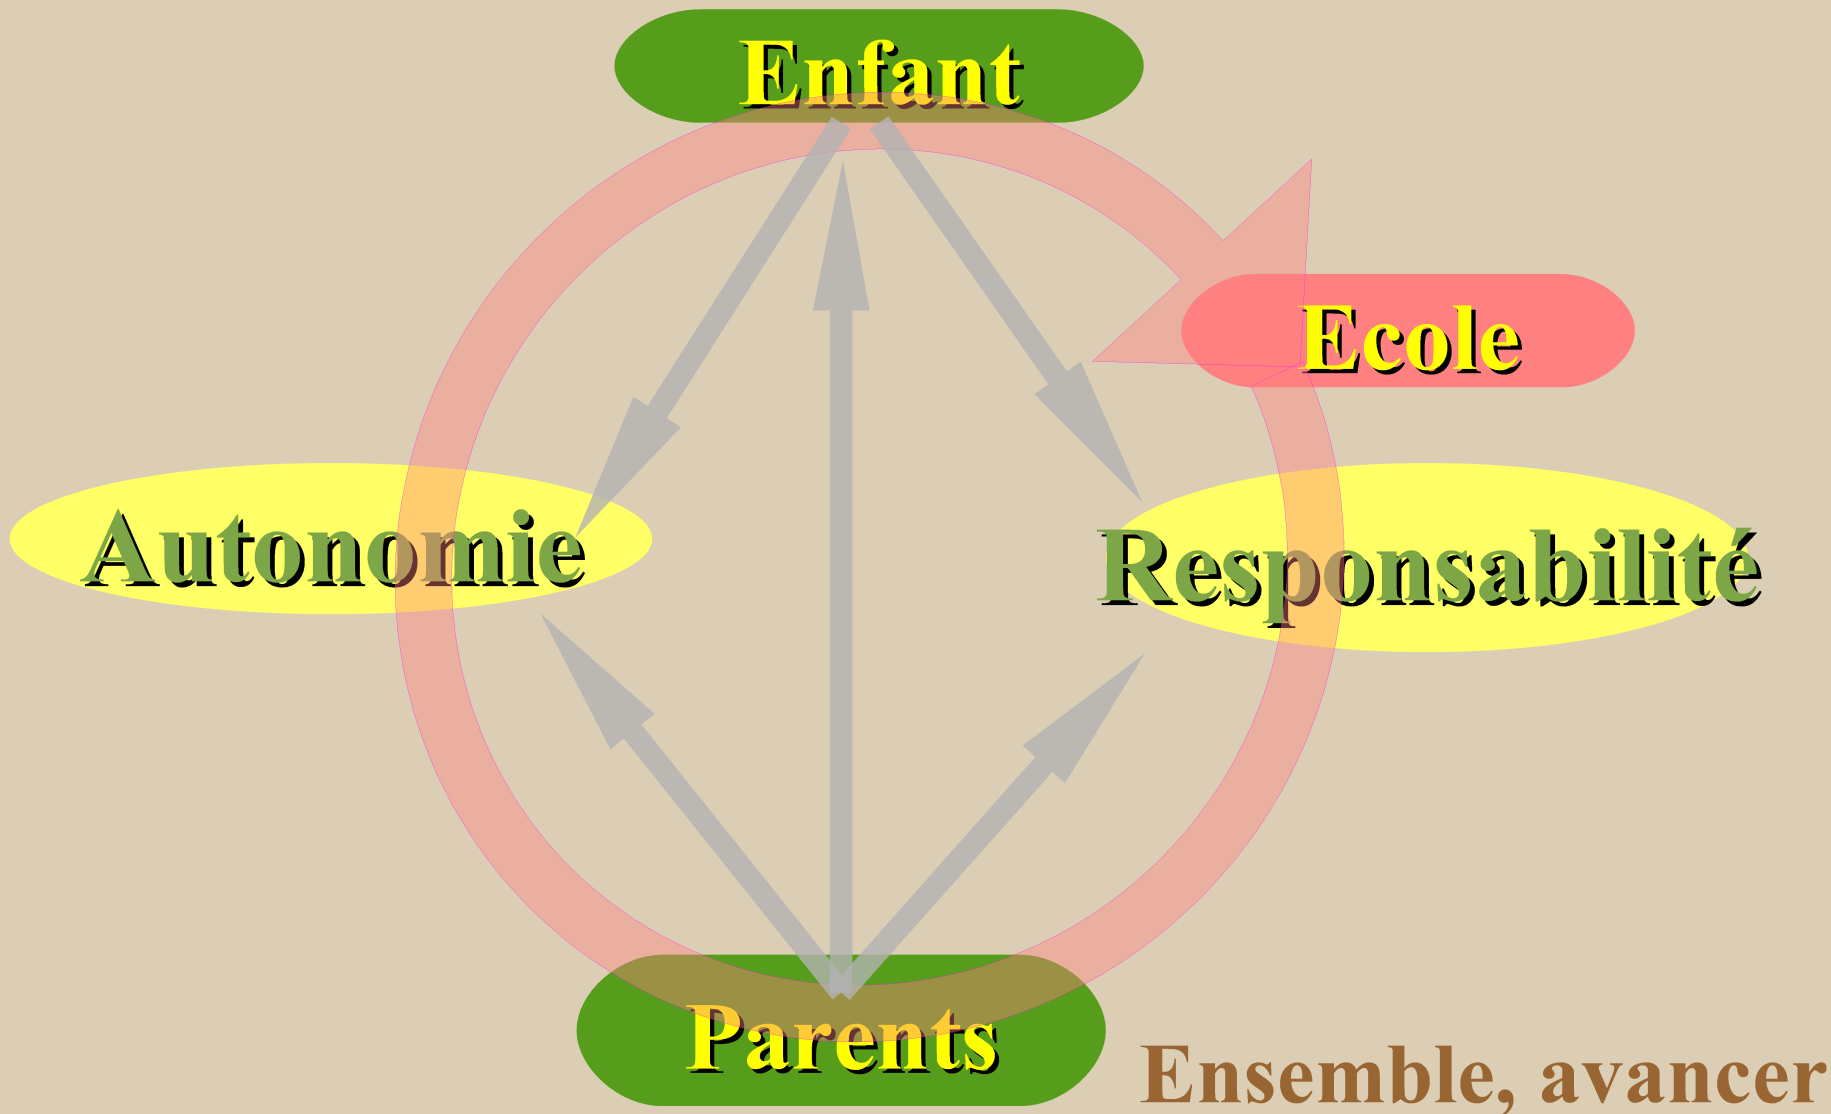 Enfant
Ecole
Autonomie
Responsabilité
Parents
Ensemble, avancer